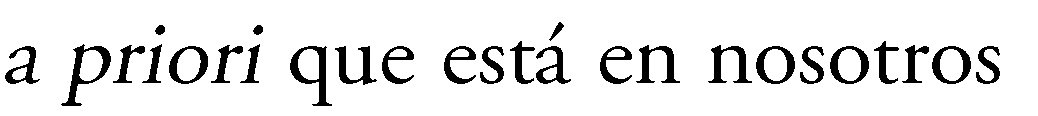 a priori que está en nosotros